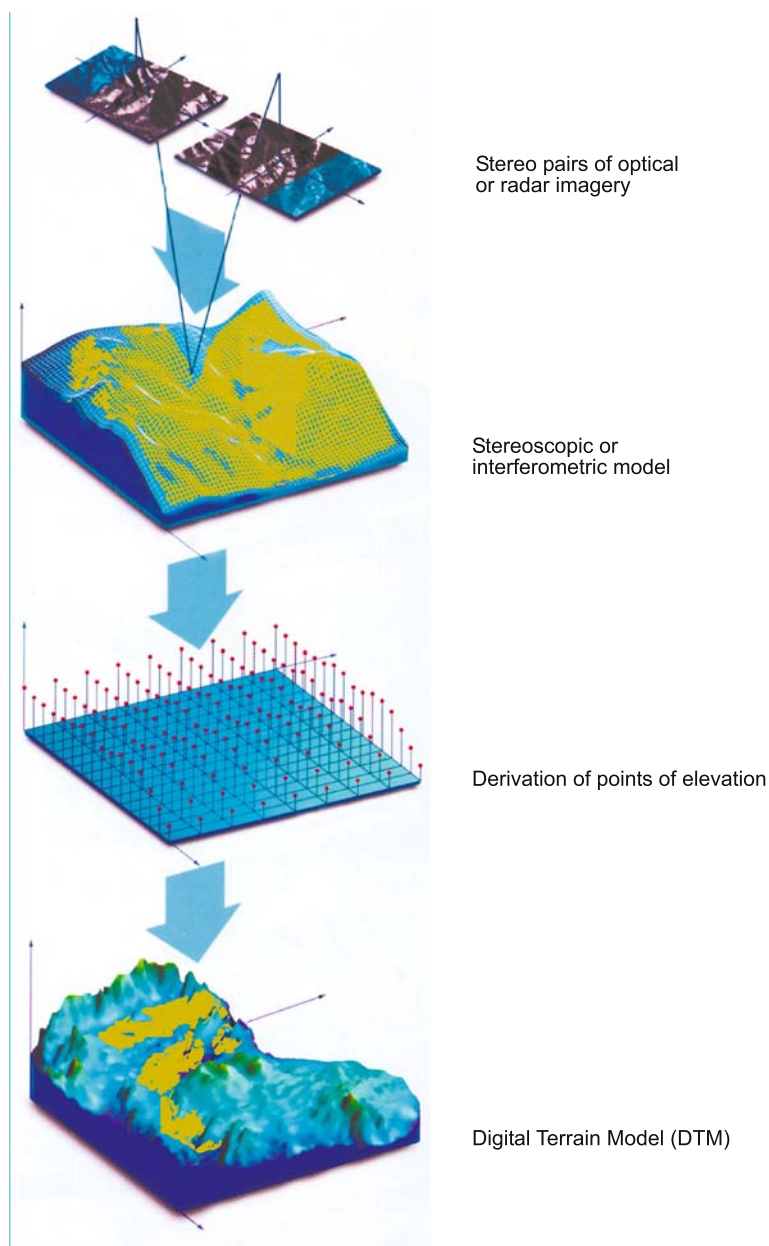 Stereo pairs of optical
or radar imagery
Stereoscopic or
interferometric model
Derivation of points of elevation
Digital Terrain Model (DTM)